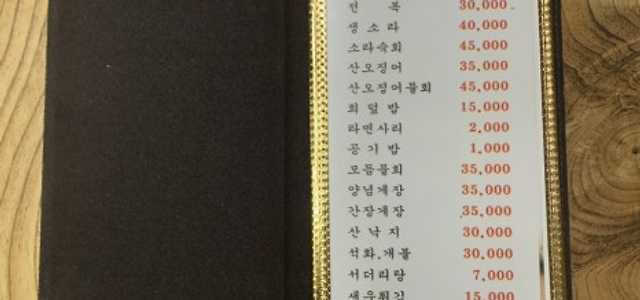 전 복 30,000
생 소 라 40,000
소라숙회 45,000
산오징어 35,000
산오징어물회 45,000
회 덮 밥 15,000
라면사리 2,000
공 기 밥 1,000
모듬물회 35,000
양념게장 35,000
간장게장 35,000
산 낙 지 30,000
석화.개불 30,000
서더리탕 7,000
새우튀김 15,000